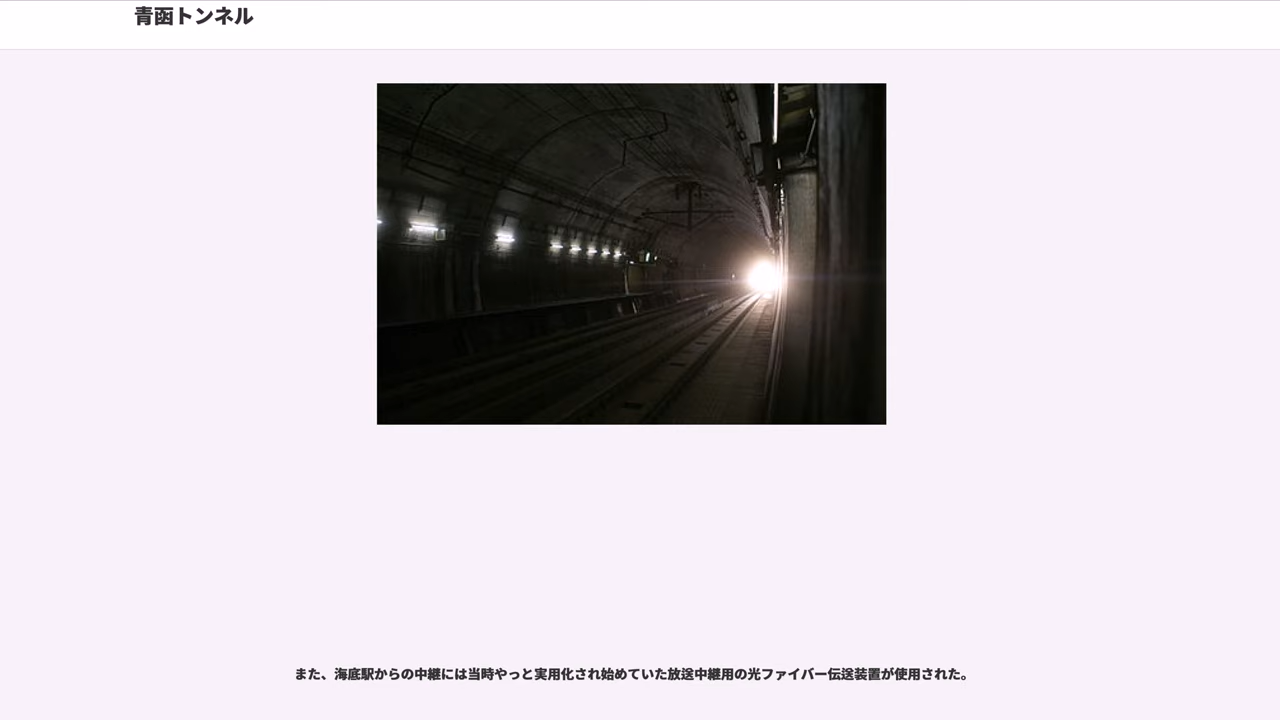 青函トンネル
また、海底駅からの中継には当時やっと実用化され始めていた放送中継用の光ファイバー伝送装置が使用された。